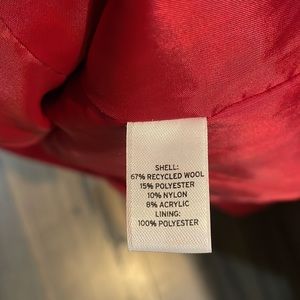 SHELL:
67% RECYCLED WOOL
15% POLYESTER
10% NYLON
8% ACRYLIC
LINING:
100% POLYESTER